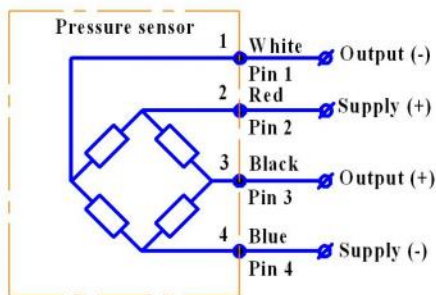 Pressure sensor
1 White Output (-)
Pin 1
2 Red Supply (+)
Pin 2
3 Black Output (+)
Pin 3
4 Blue Supply (-)
Pin 4